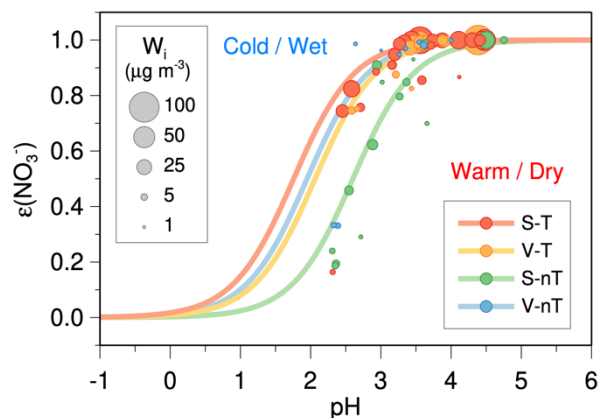 ε(NO₃⁻)
1.0
0.8
0.6
0.4
0.2
0.0
Wᵢ
(μg m⁻³)
100
50
25
5
1
Cold / Wet
Warm / Dry
S-T
V-T
S-nT
V-nT
-1 0 1 2 3 4 5 6
pH